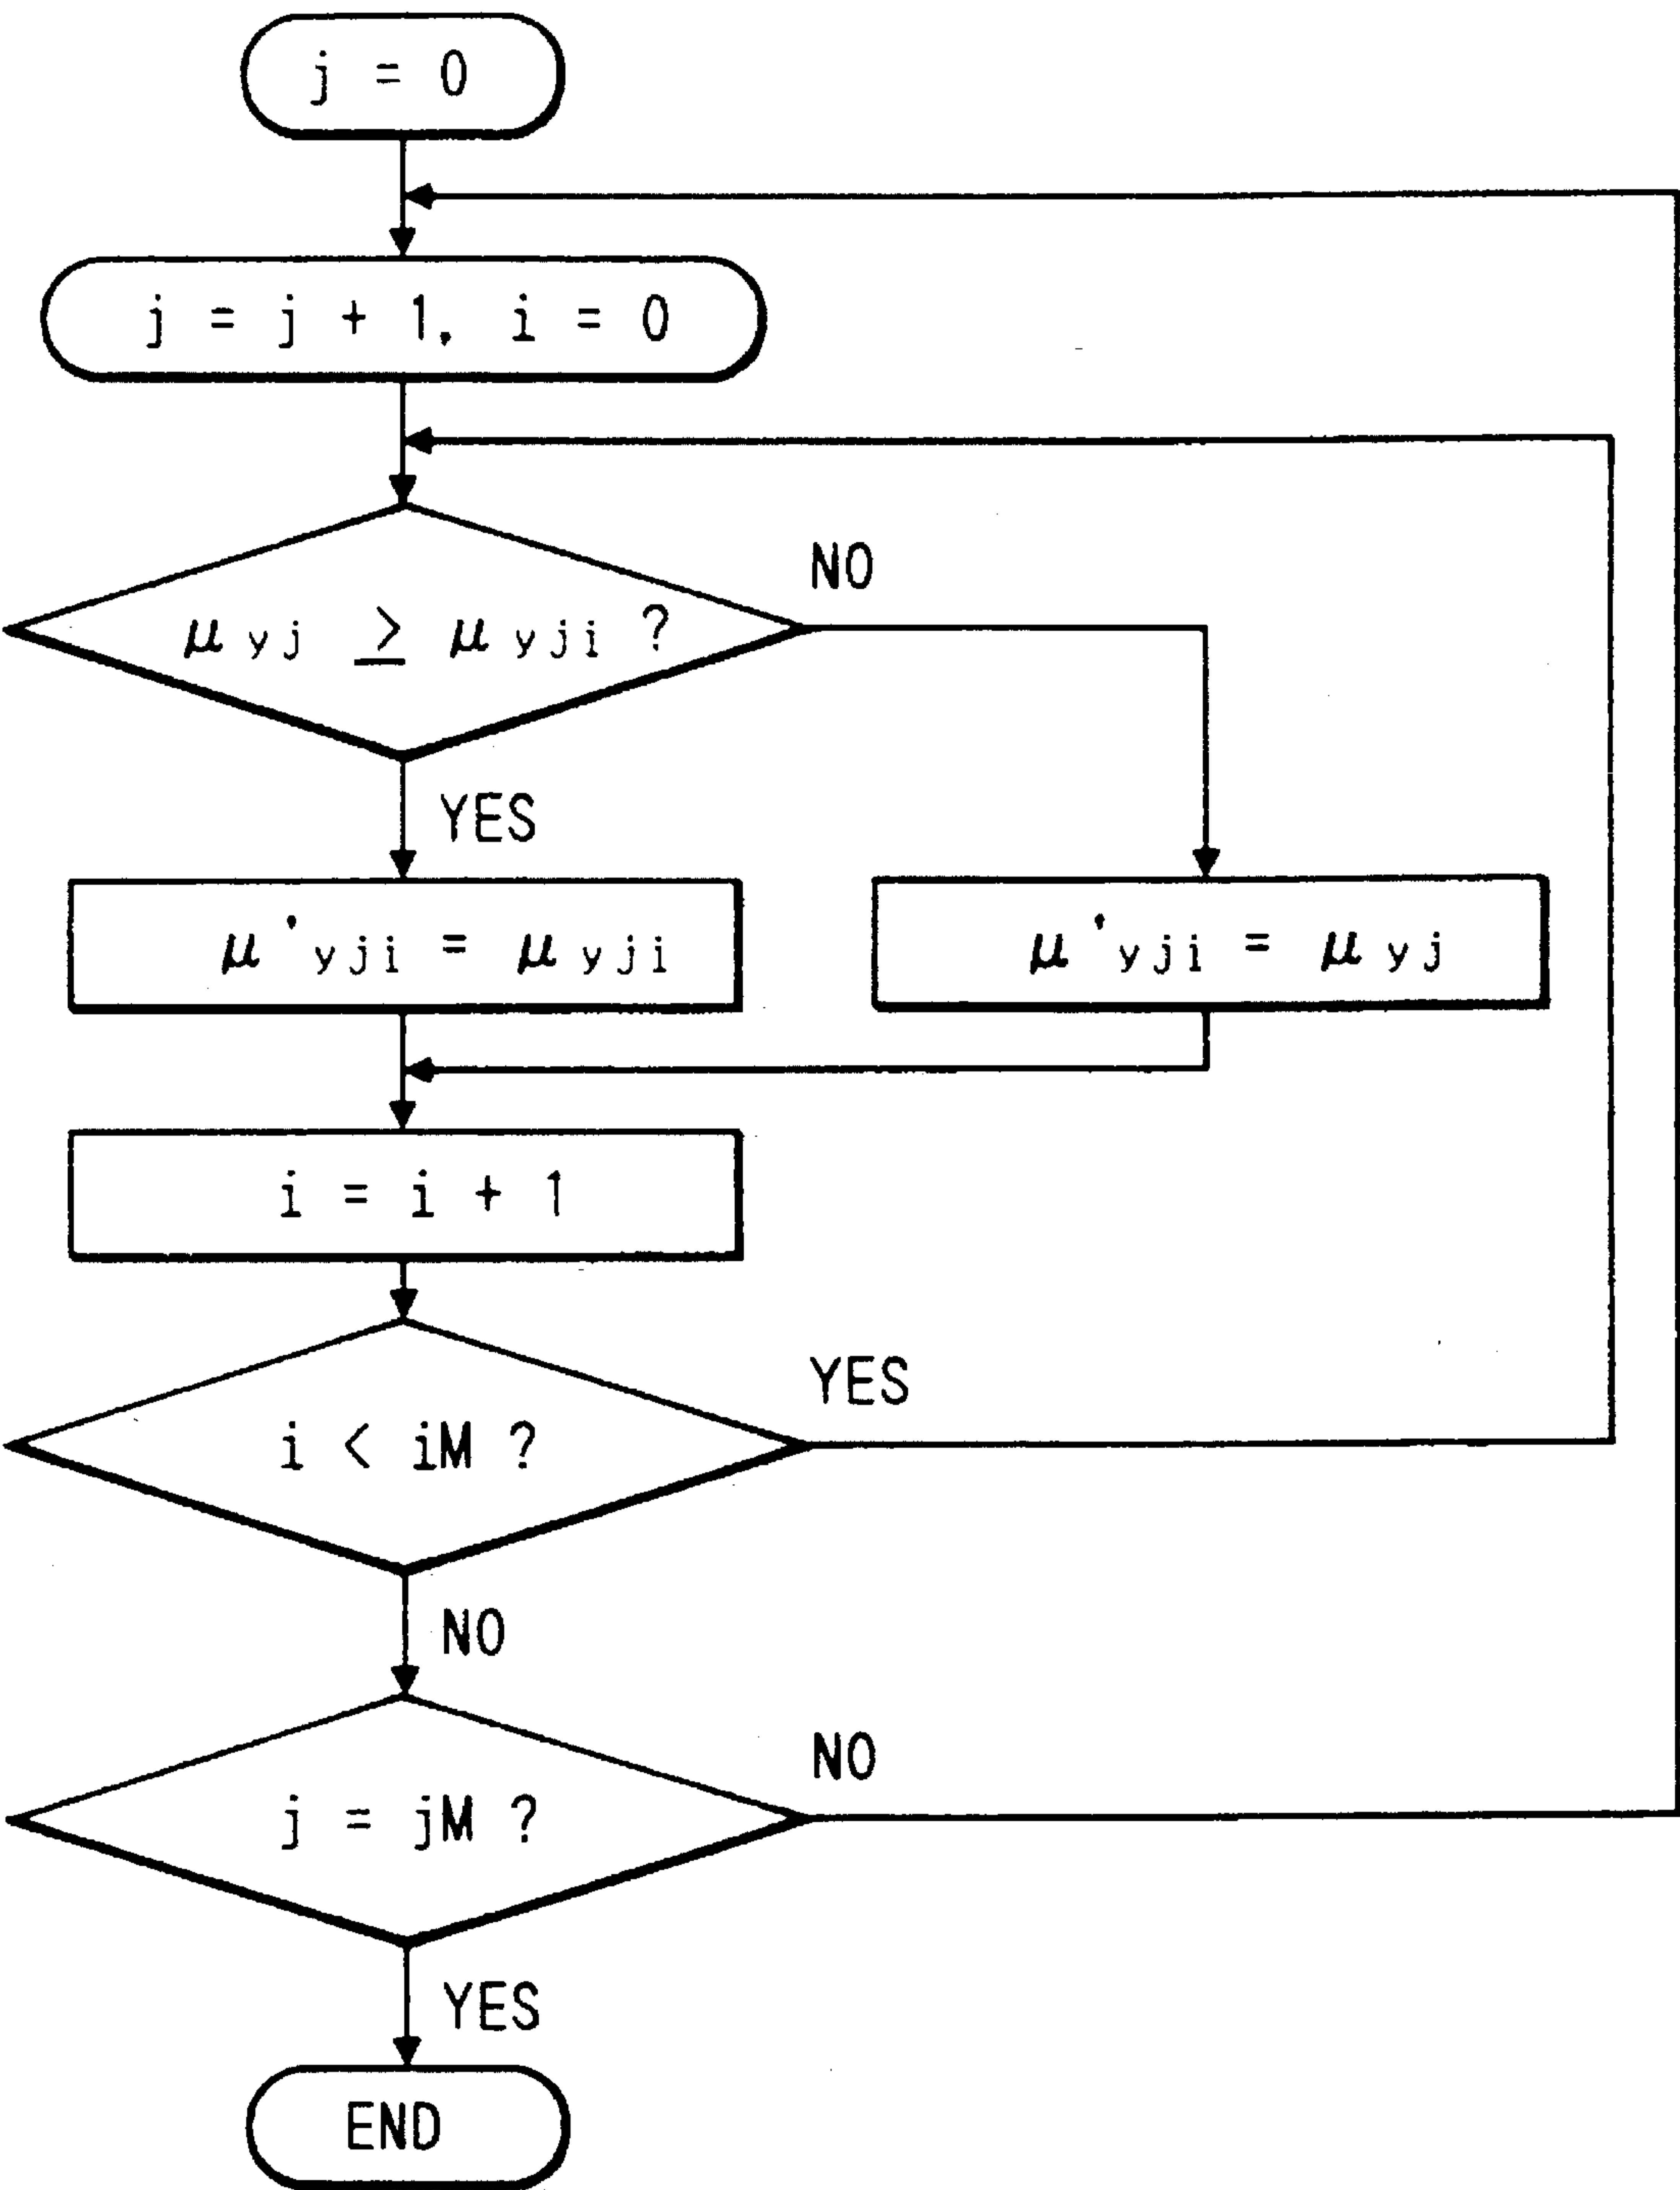 j = 0
j = j + 1, i = 0
μ yj ≥ μ yji ?
NO
YES
μ'yji = μ yji
μ'yji = μ yj
i = i + 1
i < iM ?
YES
NO
j = jM ?
NO
YES
END